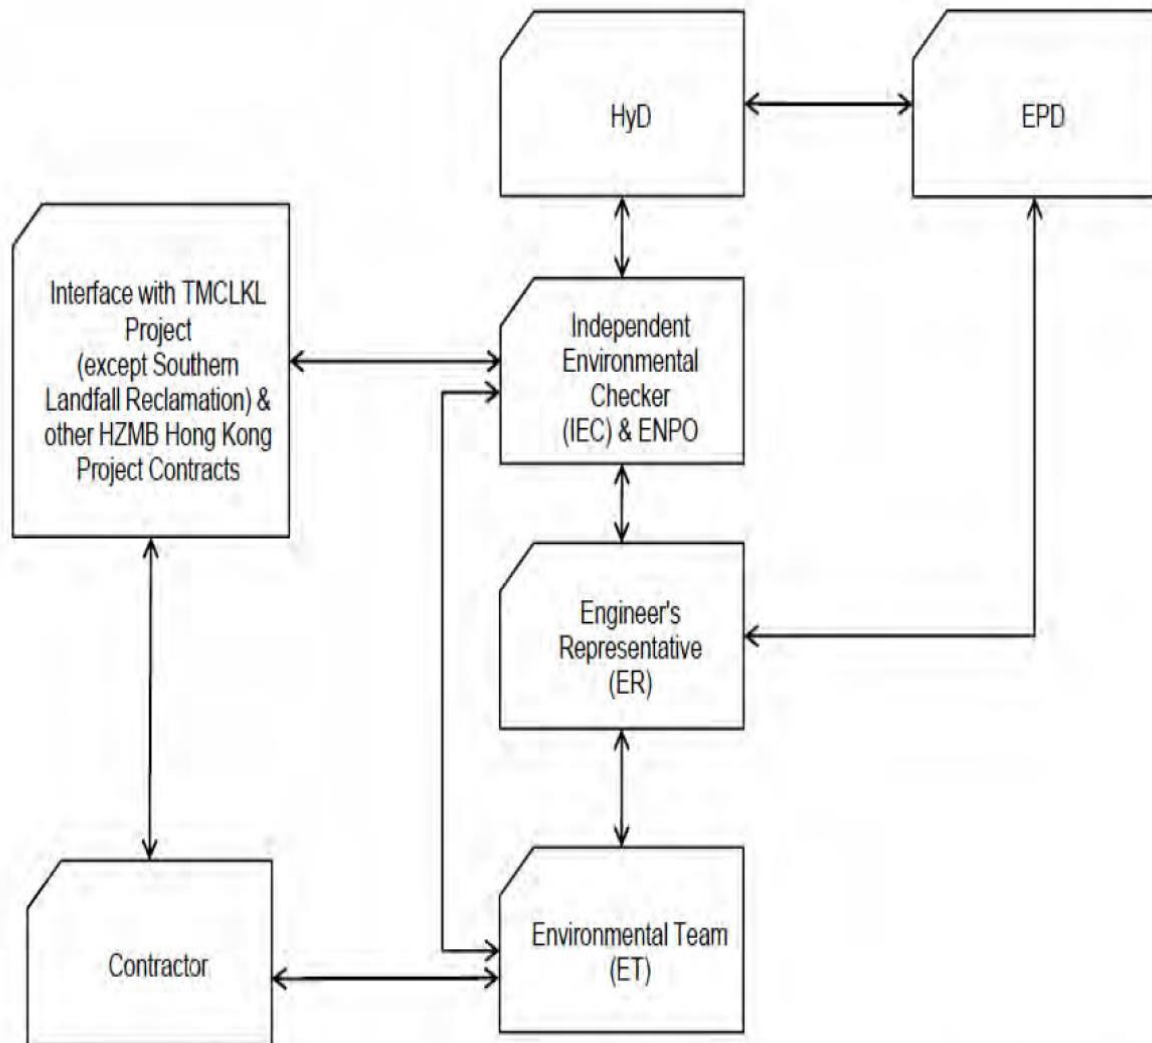 HyD
EPD
Interface with TMCLKL
Project
(except Southern
Landfall Reclamation) &
other HZMB Hong Kong
Project Contracts
Independent
Environmental
Checker
(IEC) & ENPO
Engineer's
Representative
(ER)
Environmental Team
(ET)
Contractor